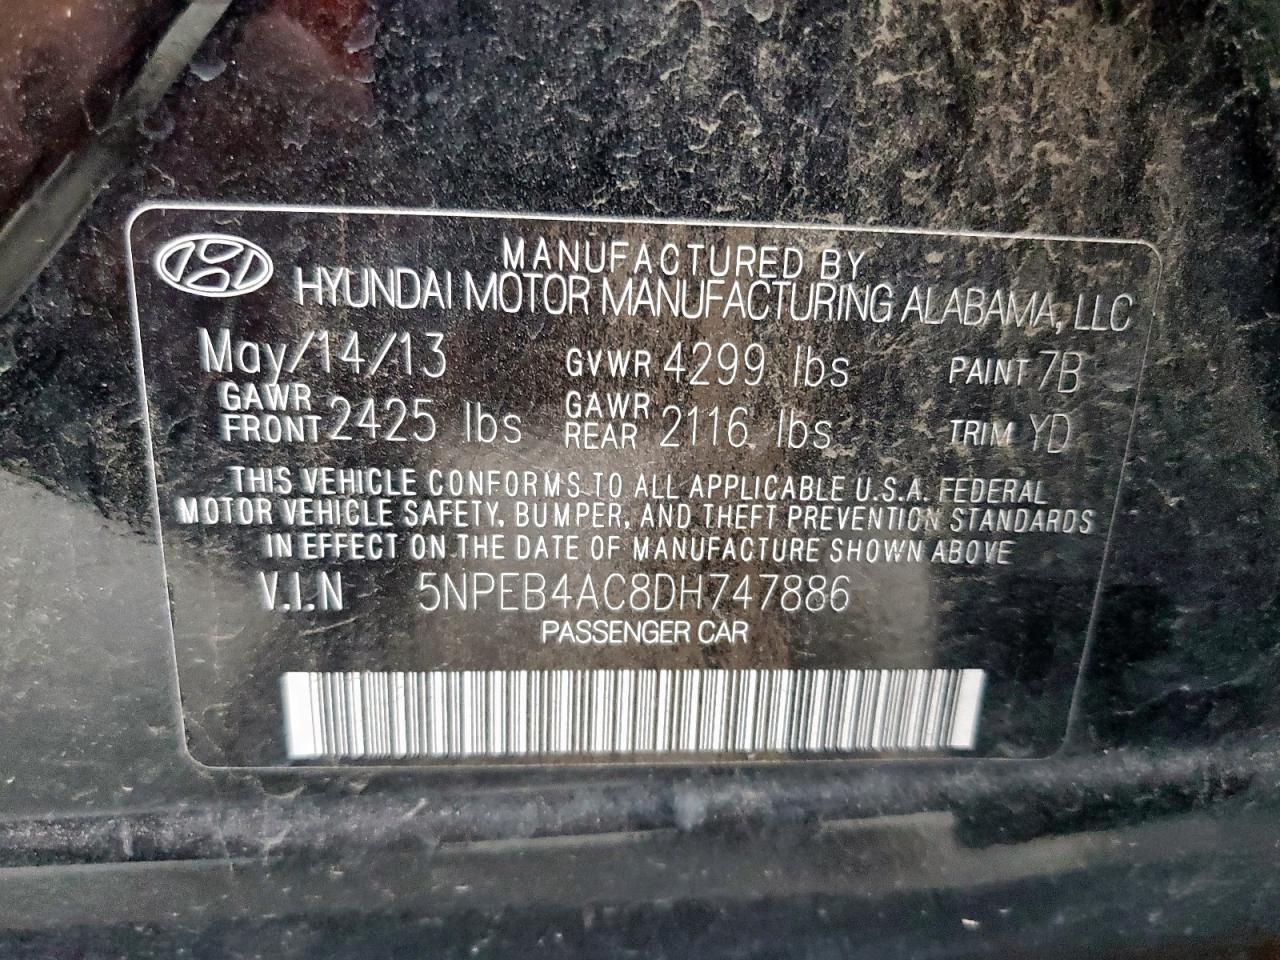 MANUFACTURED BY
HYUNDAI MOTOR MANUFACTURING ALABAMA, LLC
May/14/13 GVWR 4299 lbs PAINT 7B
GAWR FRONT 2425 lbs GAWR REAR 2116 lbs TRIM YD
THIS VEHICLE CONFORMS TO ALL APPLICABLE U.S.A. FEDERAL
MOTOR VEHICLE SAFETY, BUMPER, AND THEFT PREVENTION STANDARDS
IN EFFECT ON THE DATE OF MANUFACTURE SHOWN ABOVE
V.I.N 5NPEB4AC8DH747886
PASSENGER CAR